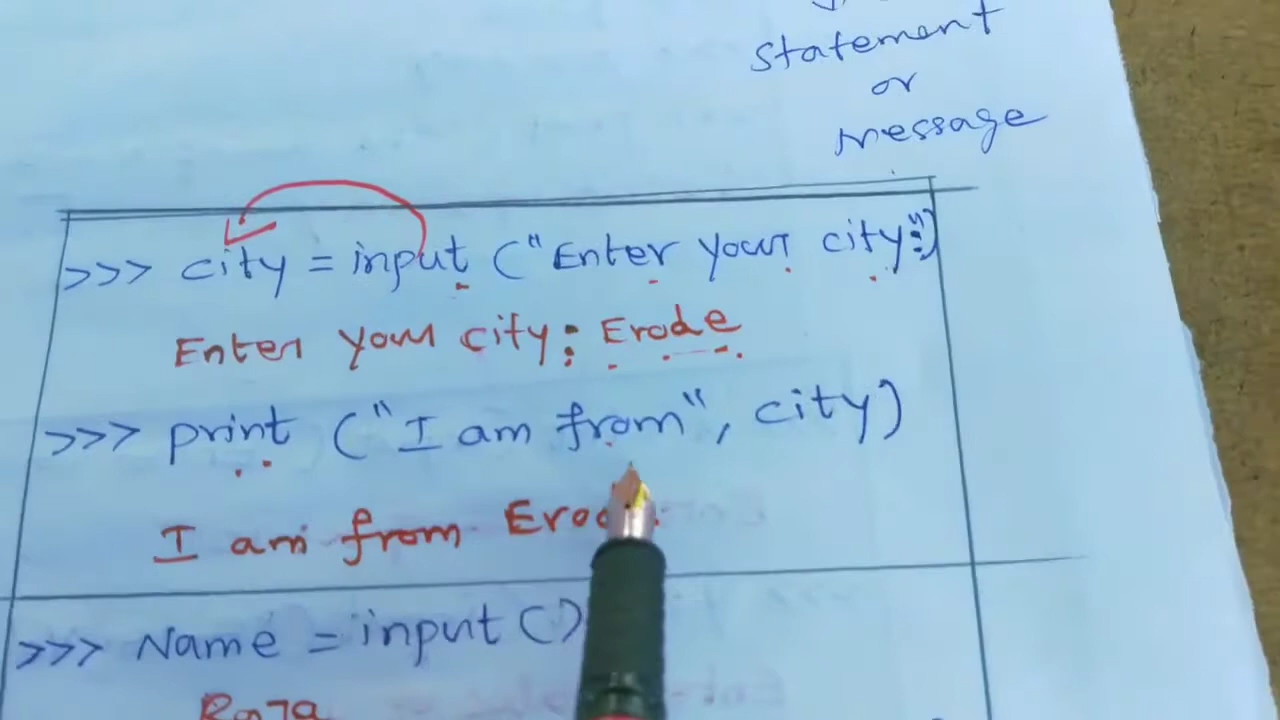 Statement
or
message
>>> city = input ("Enter your city:")
Enter your city: Erode
>>> print ("I am from", city)
I am from
>>> Name = input ()
Raja